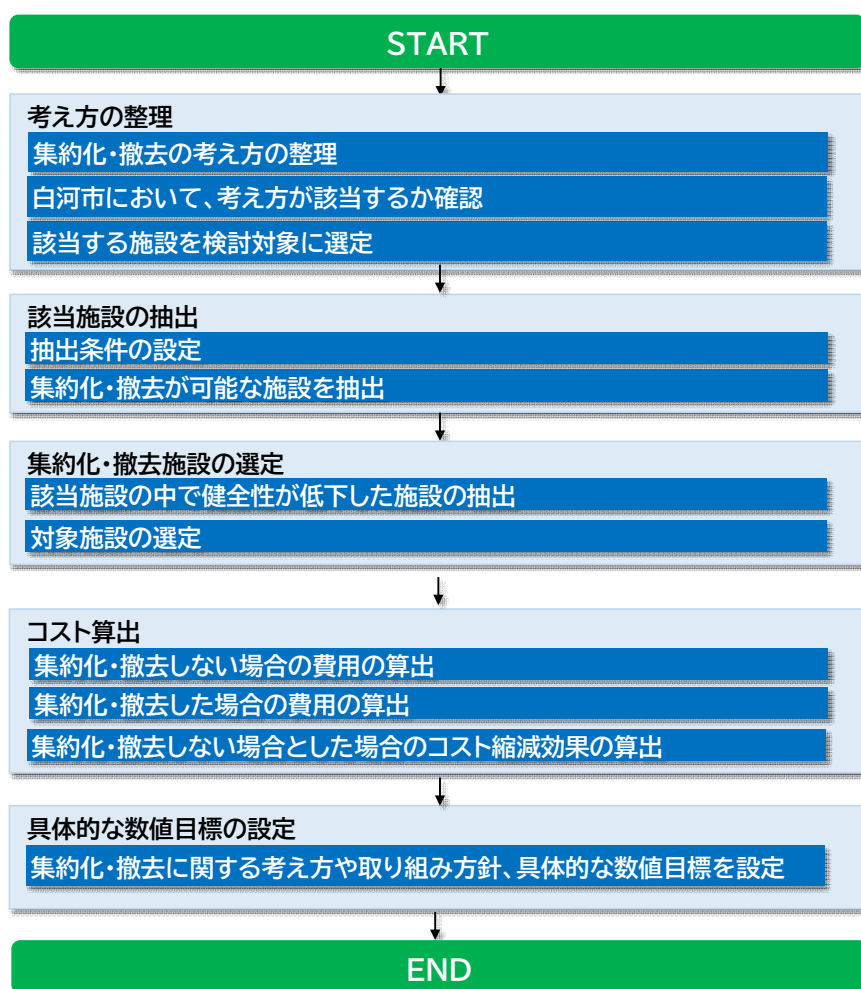 START
考え方の整理
集約化・撤去の考え方の整理
白河市において、考え方が該当するか確認
該当する施設を検討対象に選定
該当施設の抽出
抽出条件の設定
集約化・撤去が可能な施設を抽出
集約化・撤去施設の選定
該当施設の中で健全性が低下した施設の抽出
対象施設の選定
コスト算出
集約化・撤去しない場合の費用の算出
集約化・撤去した場合の費用の算出
集約化・撤去しない場合とした場合のコスト縮減効果の算出
具体的な数値目標の設定
集約化・撤去に関する考え方や取り組み方針、具体的な数値目標を設定
END